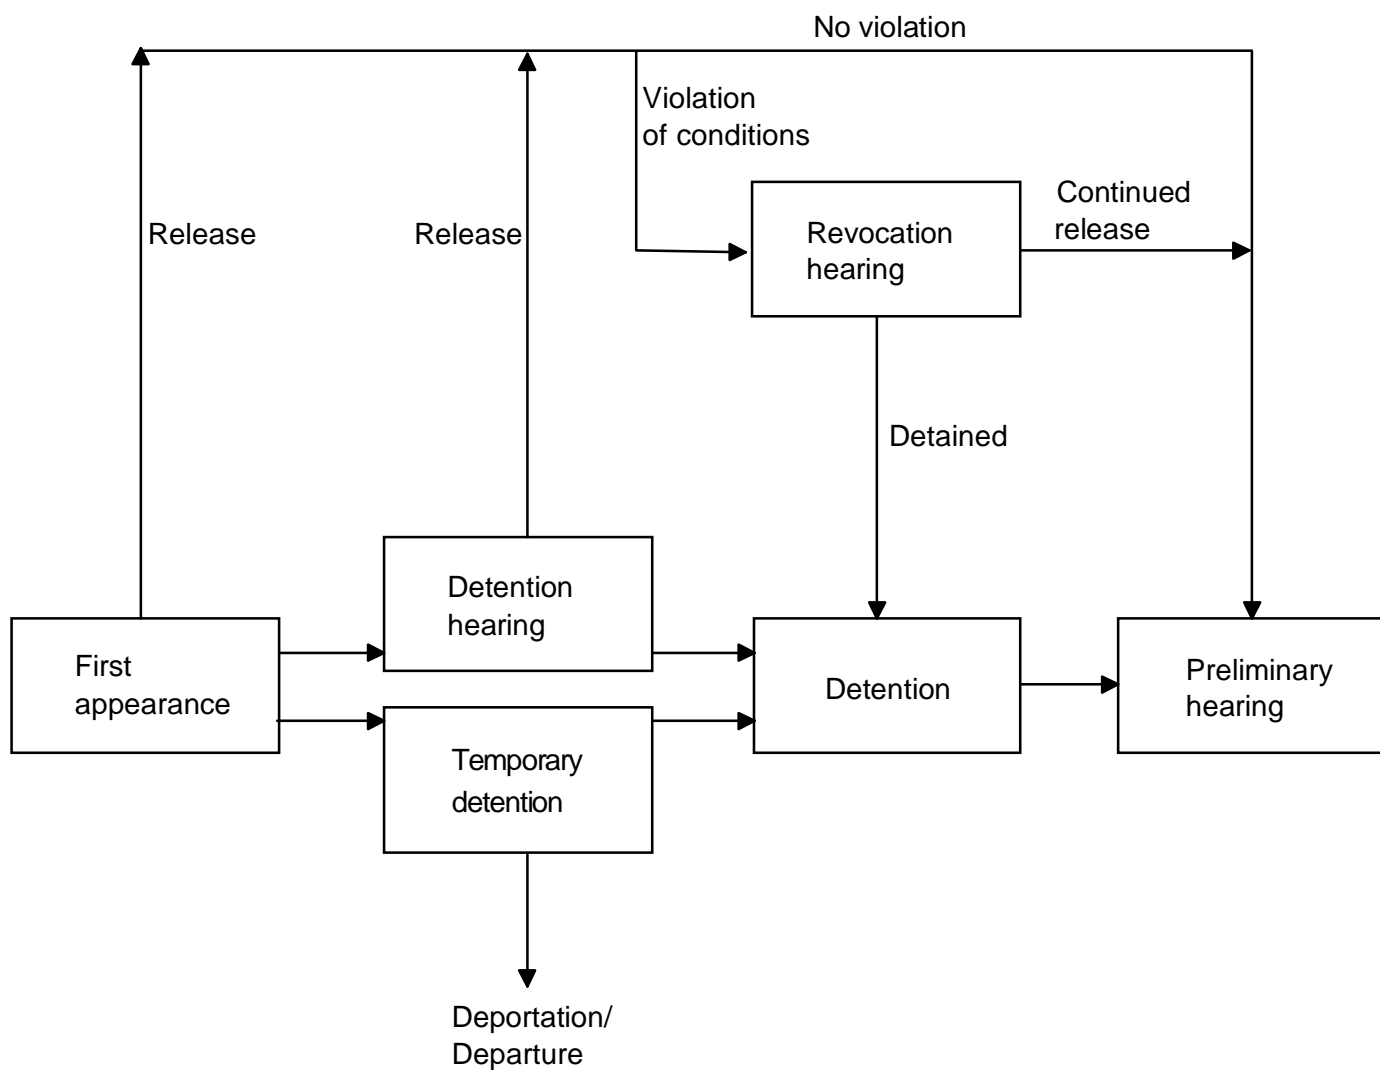 No violation
Violation
of conditions
Continued
release
Release
Release
Revocation
hearing
Detained
Detention
hearing
First
appearance
Detention
Preliminary
hearing
Temporary
detention
Deportation/
Departure